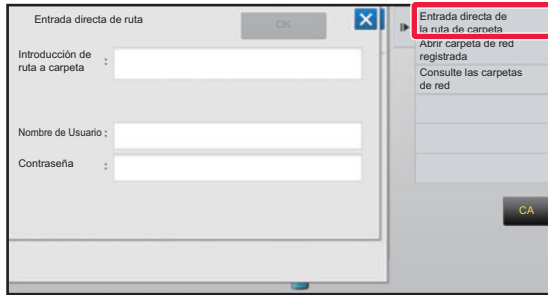 Entrada directa de ruta
OK
Introducción de
ruta a carpeta :
Nombre de Usuario :
Contraseña :
Entrada directa de
la ruta de carpeta
Abrir carpeta de red
registrada
Consulte las carpetas
de red
CA